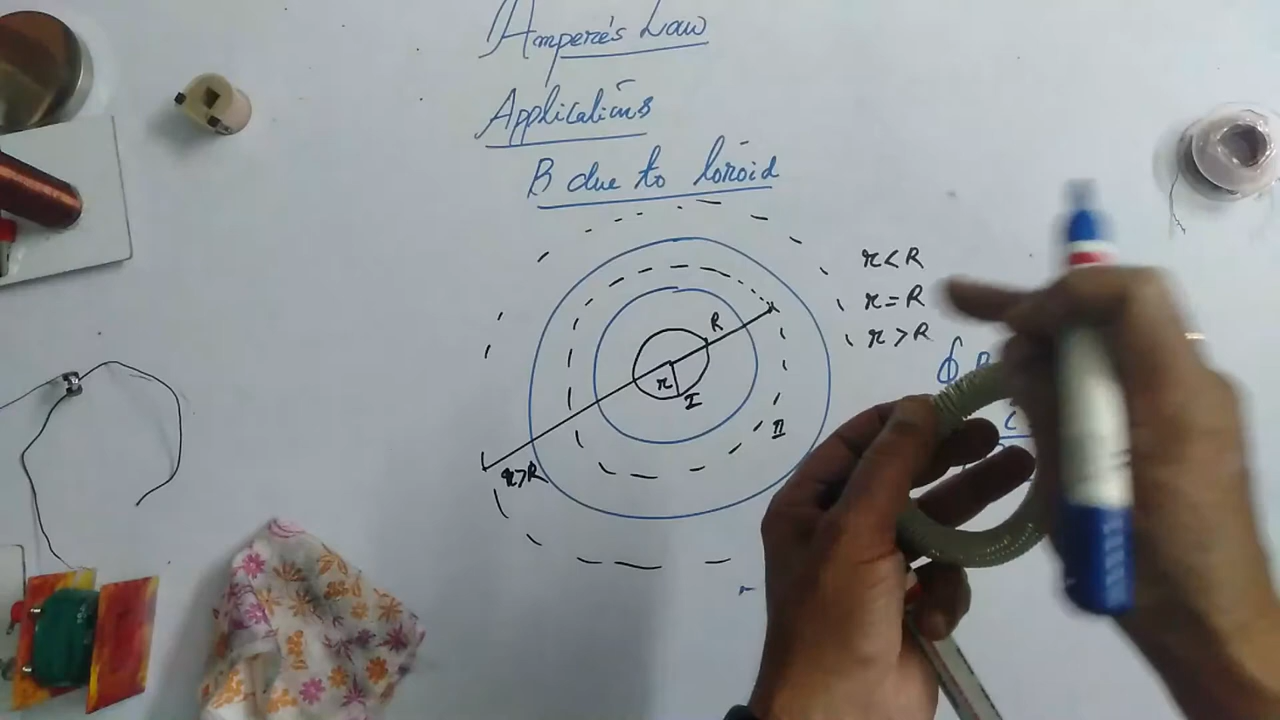 Ampere's Law
Applications
B due to Toroid
r<R
r=R
r>R
∮ B
R
r
I
II
r>R